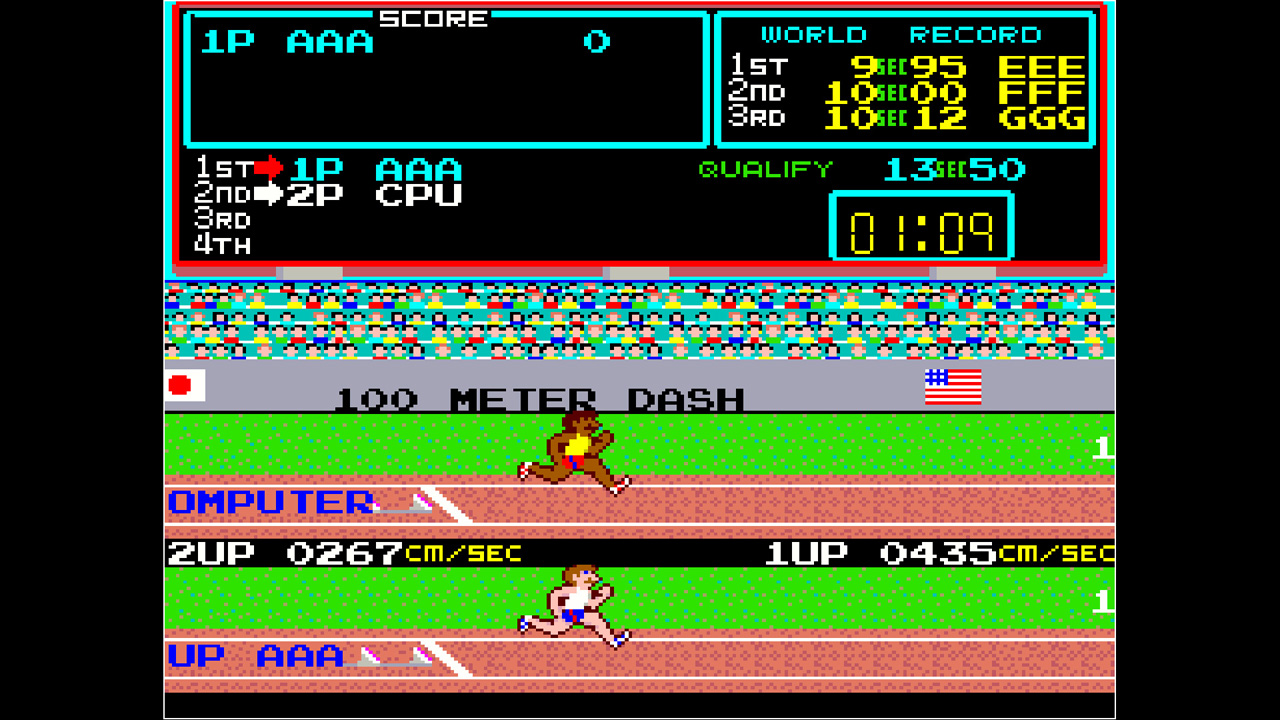 SCORE
1P AAA 0
WORLD RECORD
1ST 9SEC95 EEE
2ND 10SEC00 FFF
3RD 10SEC12 GGG
1ST 1P AAA
2ND 2P CPU
3RD
4TH
QUALIFY 13SEC50
01:09
100 METER DASH
1
OMPUTER
2UP 0267CM/SEC 1UP 0435CM/SEC
1
UP AAA